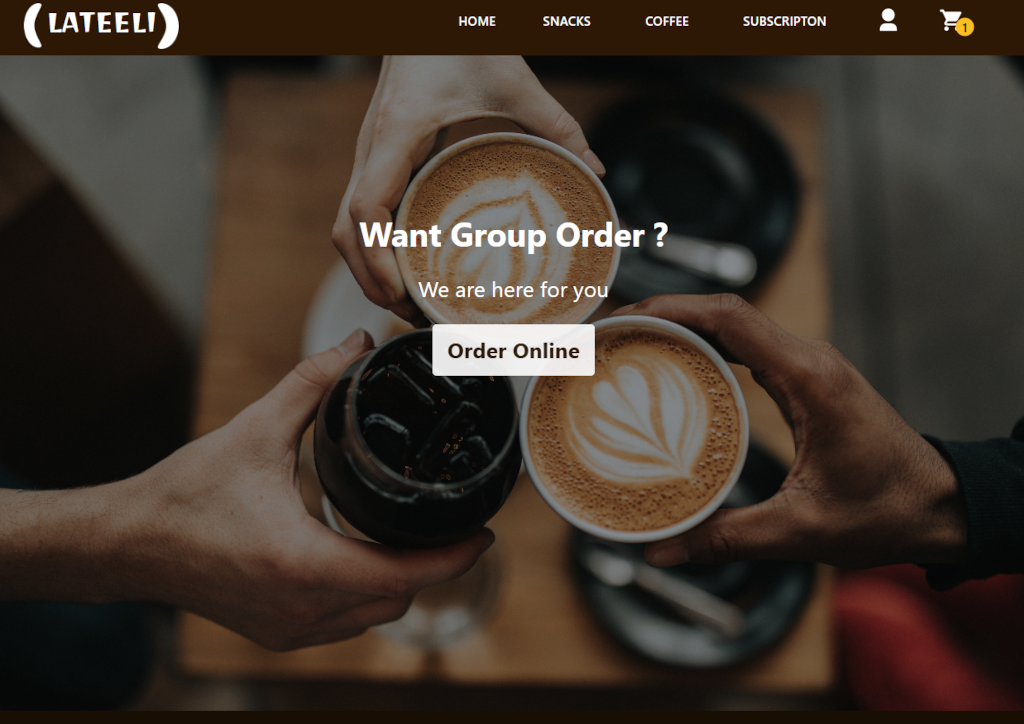 (LATEELI)
HOME SNACKS COFFEE SUBSCRIPTON
1
Want Group Order ?
We are here for you
Order Online